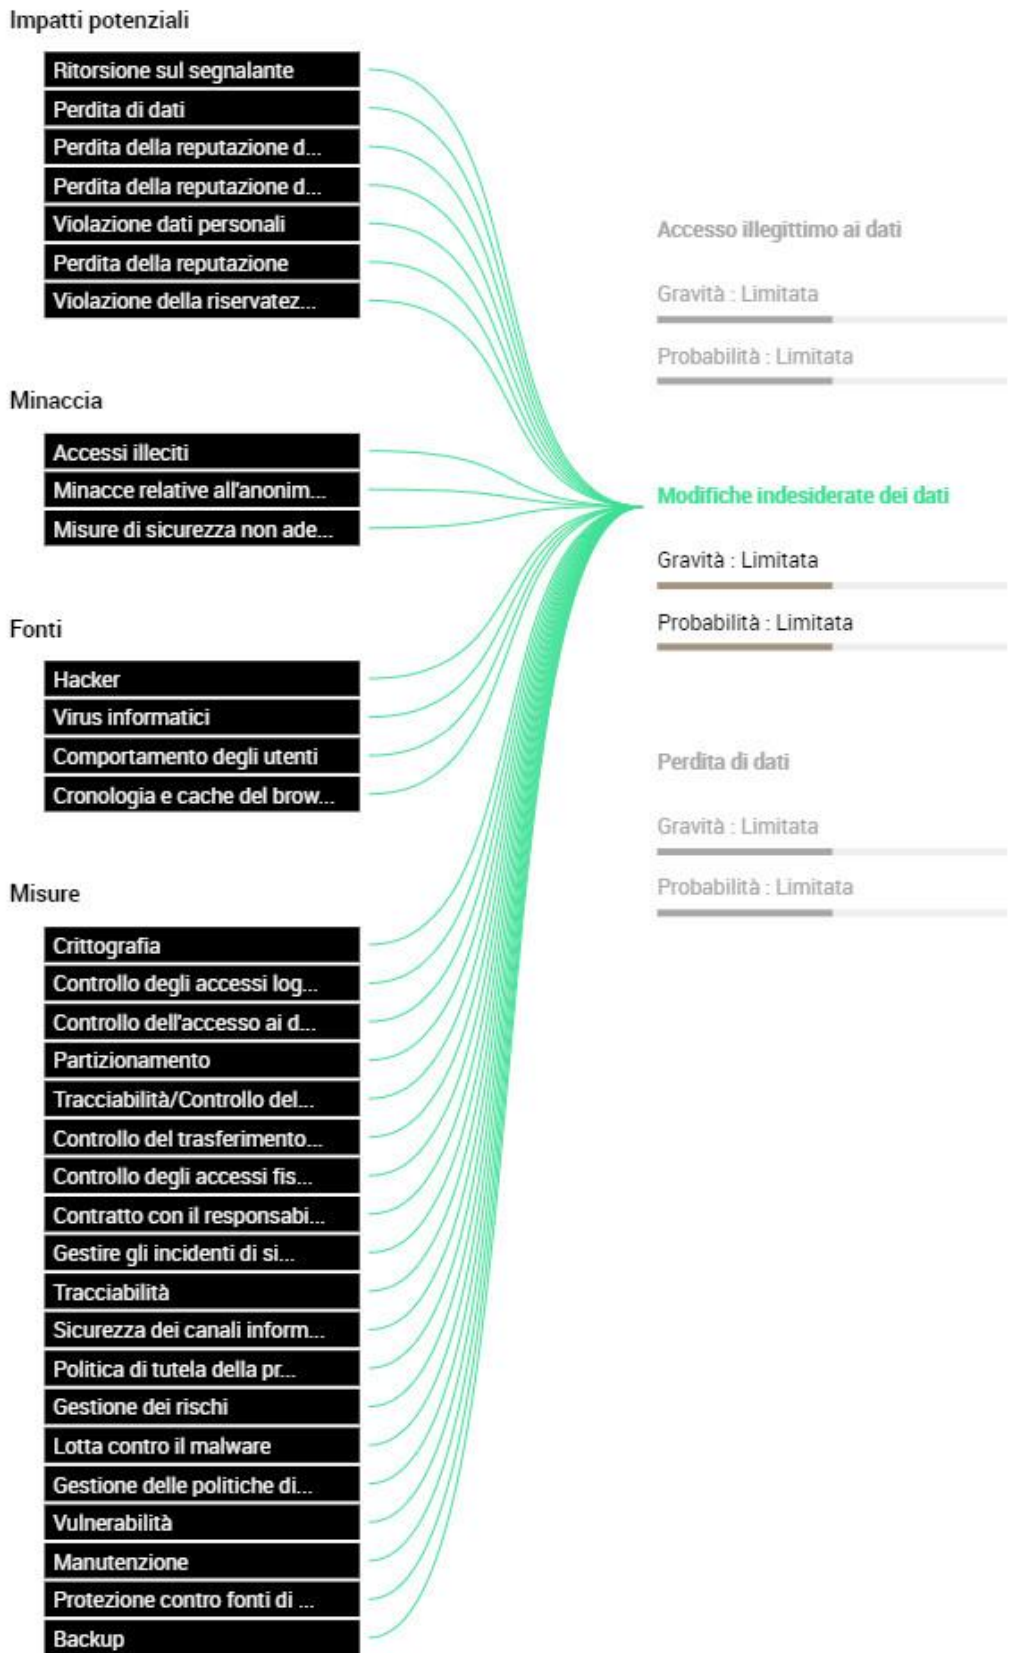 Impatti potenziali
Ritorsione sul segnalante
Perdita di dati
Perdita della reputazione d...
Perdita della reputazione d...
Violazione dati personali
Perdita della reputazione
Violazione della riservatez...
Minaccia
Accessi illeciti
Minacce relative all'anonim...
Misure di sicurezza non ade...
Fonti
Hacker
Virus informatici
Comportamento degli utenti
Cronologia e cache del brow...
Misure
Crittografia
Controllo degli accessi log...
Controllo dell'accesso ai d...
Partizionamento
Tracciabilità/Controllo del...
Controllo del trasferimento...
Controllo degli accessi fis...
Contratto con il responsabi...
Gestire gli incidenti di si...
Tracciabilità
Sicurezza dei canali inform...
Politica di tutela della pr...
Gestione dei rischi
Lotta contro il malware
Gestione delle politiche di...
Vulnerabilità
Manutenzione
Protezione contro fonti di ...
Backup
Accesso illegittimo ai dati
Gravità : Limitata
Probabilità : Limitata
Modifiche indesiderate dei dati
Gravità : Limitata
Probabilità : Limitata
Perdita di dati
Gravità : Limitata
Probabilità : Limitata